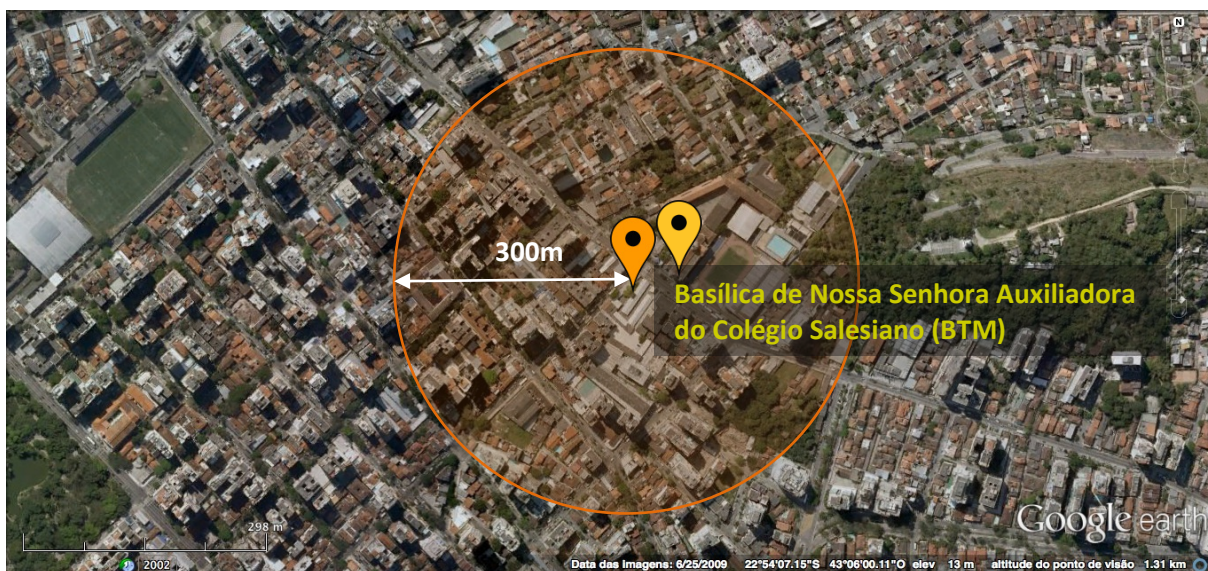 N
300m
Basílica de Nossa Senhora Auxiliadora
do Colégio Salesiano (BTM)
298 m
Google earth
2002
Data das imagens: 6/25/2009 22°54'07.15"S 43°06'00.11"O elev 13 m altitude do ponto de visão 1.31 km